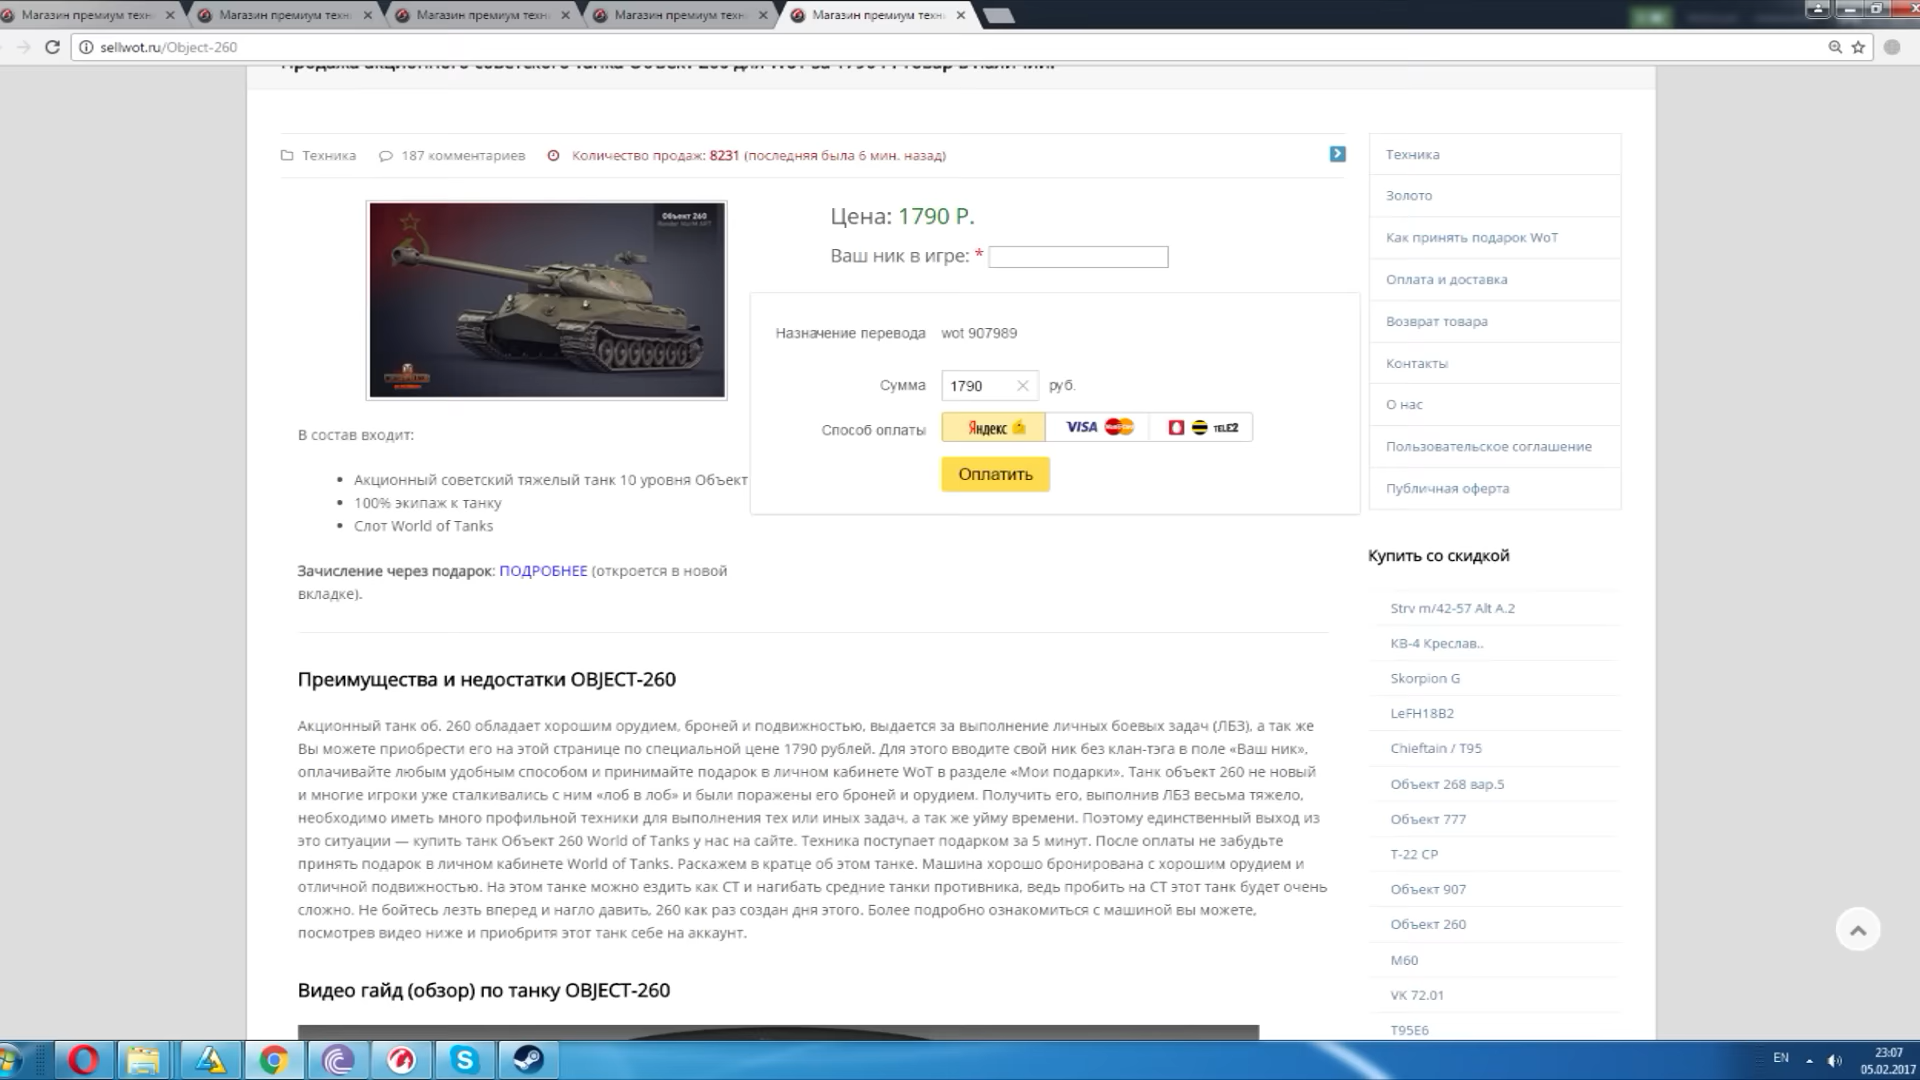 Магазин премиум техн
Магазин премиум техн
Магазин премиум техн
Магазин премиум техн
Магазин премиум техн
sellwot.ru/Object-260
Техника
187 комментариев
Количество продаж: 8231 (последняя была 6 мин. назад)
Объект 260
Цена: 1790 Р.
Ваш ник в игре: *
Назначение перевода wot 907989
Сумма 1790 руб.
Способ оплаты Яндекс VISA MasterCard TELE2
Оплатить
В состав входит:
Акционный советский тяжелый танк 10 уровня Объект
100% экипаж к танку
Слот World of Tanks
Зачисление через подарок: ПОДРОБНЕЕ (откроется в новой
вкладке).
Преимущества и недостатки OBJECT-260
Акционный танк об. 260 обладает хорошим орудием, броней и подвижностью, выдается за выполнение личных боевых задач (ЛБЗ), а так же
Вы можете приобрести его на этой странице по специальной цене 1790 рублей. Для этого вводите свой ник без клан-тэга в поле «Ваш ник»,
оплачивайте любым удобным способом и принимайте подарок в личном кабинете WoT в разделе «Мои подарки». Танк объект 260 не новый
и многие игроки уже сталкивались с ним «лоб в лоб» и были поражены его броней и орудием. Получить его, выполнив ЛБЗ весьма тяжело,
необходимо иметь много профильной техники для выполнения тех или иных задач, а так же уйму времени. Поэтому единственный выход из
это ситуации — купить танк Объект 260 World of Tanks у нас на сайте. Техника поступает подарком за 5 минут. После оплаты не забудьте
принять подарок в личном кабинете World of Tanks. Раскажем в кратце об этом танке. Машина хорошо бронирована с хорошим орудием и
отличной подвижностью. На этом танке можно ездить как СТ и нагибать средние танки противника, ведь пробить на СТ этот танк будет очень
сложно. Не бойтесь лезть вперед и нагло давить, 260 как раз создан дня этого. Более подробно ознакомиться с машиной вы можете,
посмотрев видео ниже и приобритя этот танк себе на аккаунт.
Видео гайд (обзор) по танку OBJECT-260
Техника
Золото
Как принять подарок WoT
Оплата и доставка
Возврат товара
Контакты
О нас
Пользовательское соглашение
Публичная оферта
Купить со скидкой
Strv m/42-57 Alt A.2
КВ-4 Креслав..
Skorpion G
LeFH18B2
Chieftain / T95
Объект 268 вар.5
Объект 777
Т-22 СР
Объект 907
Объект 260
M60
VK 72.01
T95E6
EN
23:07
05.02.2017